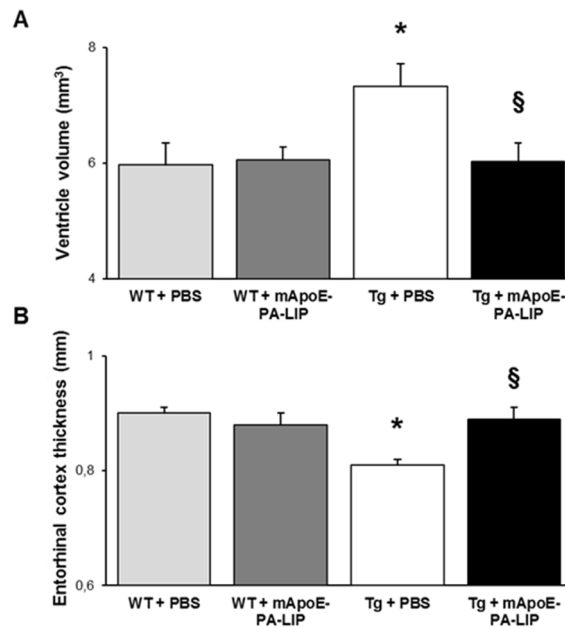 A
Ventricle volume (mm³)
8
6
4
*
§
WT + PBS
WT + mApoE-
PA-LIP
Tg + PBS
Tg + mApoE-
PA-LIP
B
Entorhinal cortex thickness (mm)
1
0,8
0,6
*
§
WT + PBS
WT + mApoE-
PA-LIP
Tg + PBS
Tg + mApoE-
PA-LIP